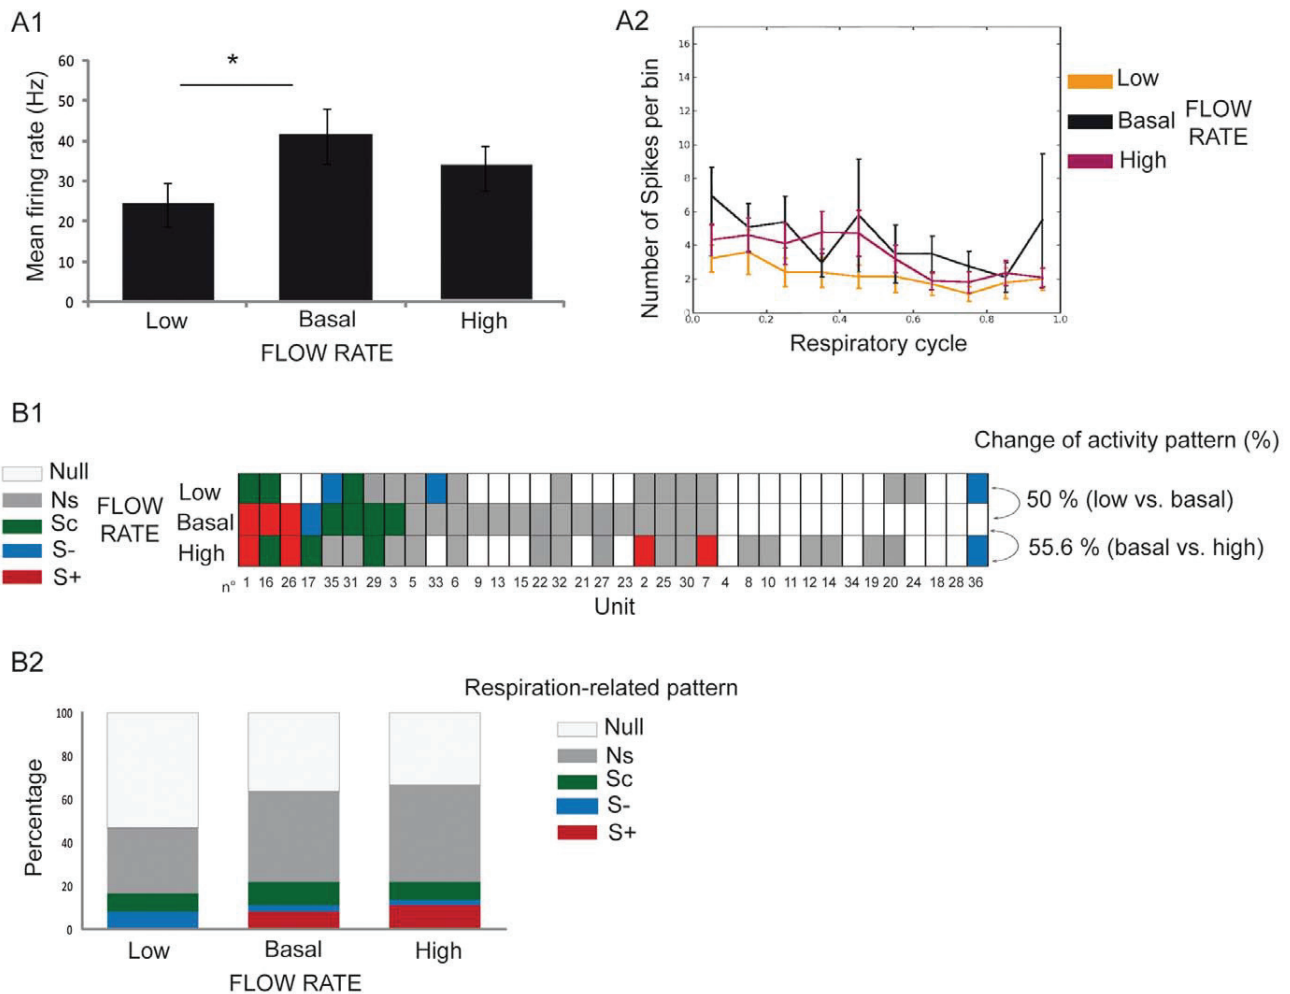 A1
*
Mean firing rate (Hz)
60
50
40
30
20
10
0
Low Basal High
FLOW RATE
A2
Number of Spikes per bin
16
14
12
10
8
6
4
2
0
0.0 0.2 0.4 0.6 0.8 1.0
Respiratory cycle
Low
Basal
High
FLOW
RATE
B1
Change of activity pattern (%)
Null
Ns
Sc
S-
S+
FLOW
RATE
Low
Basal
High
50 % (low vs. basal)
55.6 % (basal vs. high)
n° 1 16 26 17 35 31 29 3 5 33 6 9 13 15 22 32 21 27 23 2 25 30 7 4 8 10 11 12 14 34 19 20 24 18 28 36
Unit
B2
Respiration-related pattern
Percentage
100
80
60
40
20
0
Low Basal High
FLOW RATE
Null
Ns
Sc
S-
S+